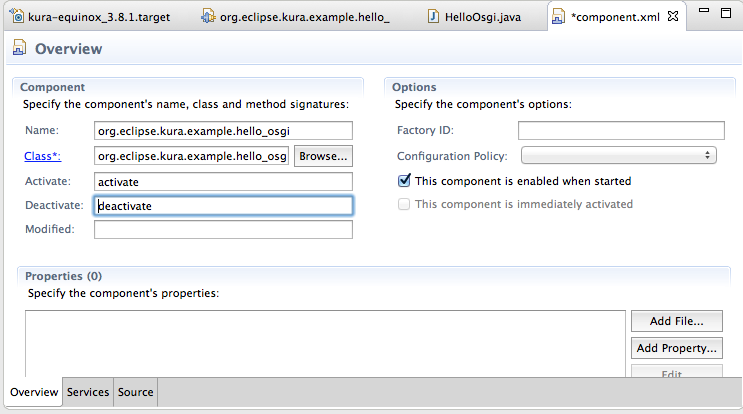 kura-equinox_3.8.1.target org.eclipse.kura.example.hello_ HelloOsgi.java *component.xml
Overview
Component
Specify the component's name, class and method signatures:
Name: org.eclipse.kura.example.hello_osgi
Class*: org.eclipse.kura.example.hello_osg Browse...
Activate: activate
Deactivate: deactivate
Modified:
Options
Specify the component's options:
Factory ID:
Configuration Policy:
This component is enabled when started
This component is immediately activated
Properties (0)
Specify the component's properties:
Add File...
Add Property...
Edit...
Overview Services Source